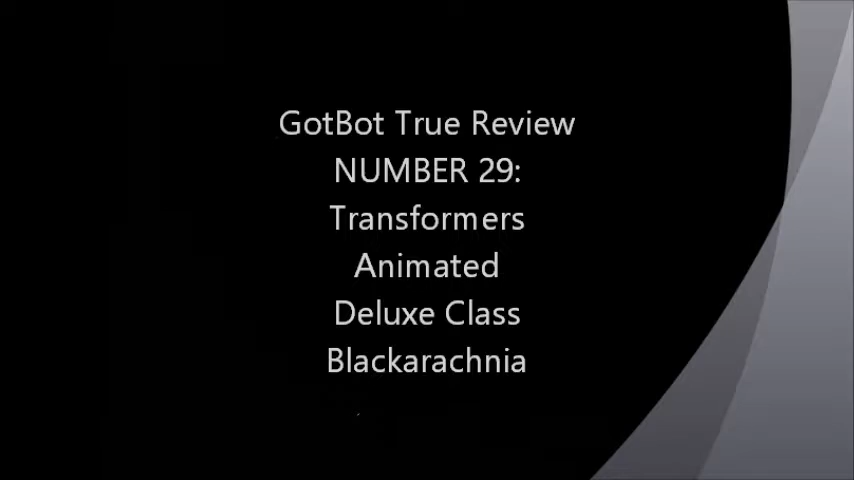 GotBot True Review
NUMBER 29:
Transformers
Animated
Deluxe Class
Blackarachnia